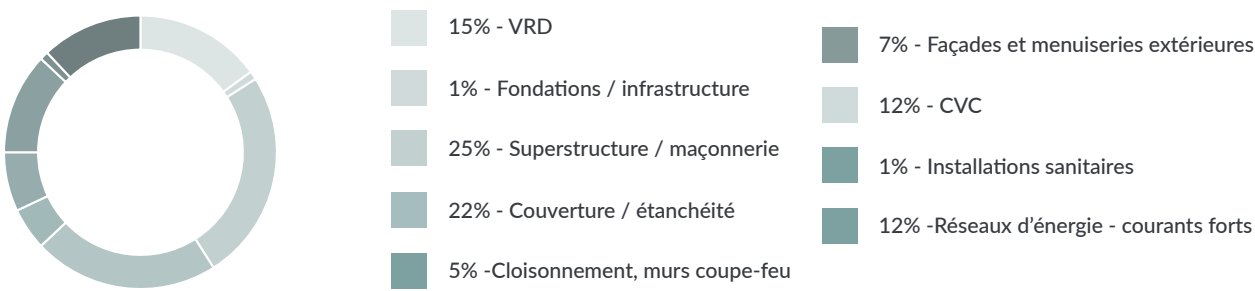 15% - VRD
1% - Fondations / infrastructure
25% - Superstructure / maçonnerie
22% - Couverture / étanchéité
5% -Cloisonnement, murs coupe-feu
7% - Façades et menuiseries extérieures
12% - CVC
1% - Installations sanitaires
12% -Réseaux d’énergie - courants forts